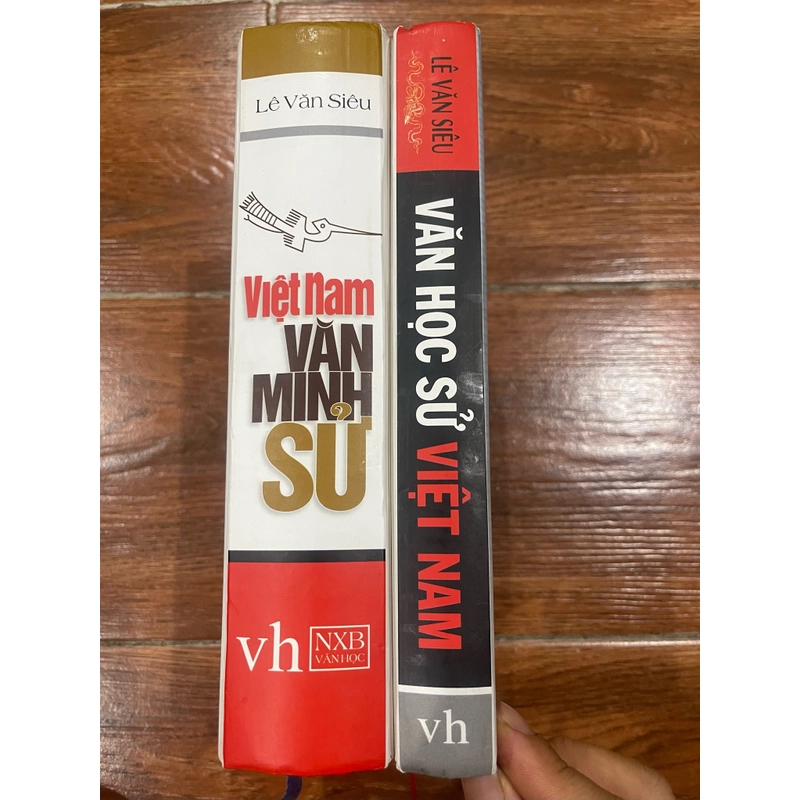 Lê Văn Siêu
Việt Nam
VĂN
MINH
SỬ
vh
NXB
VĂN HỌC
LÊ VĂN SIÊU
VĂN HỌC SỬ VIỆT NAM
vh